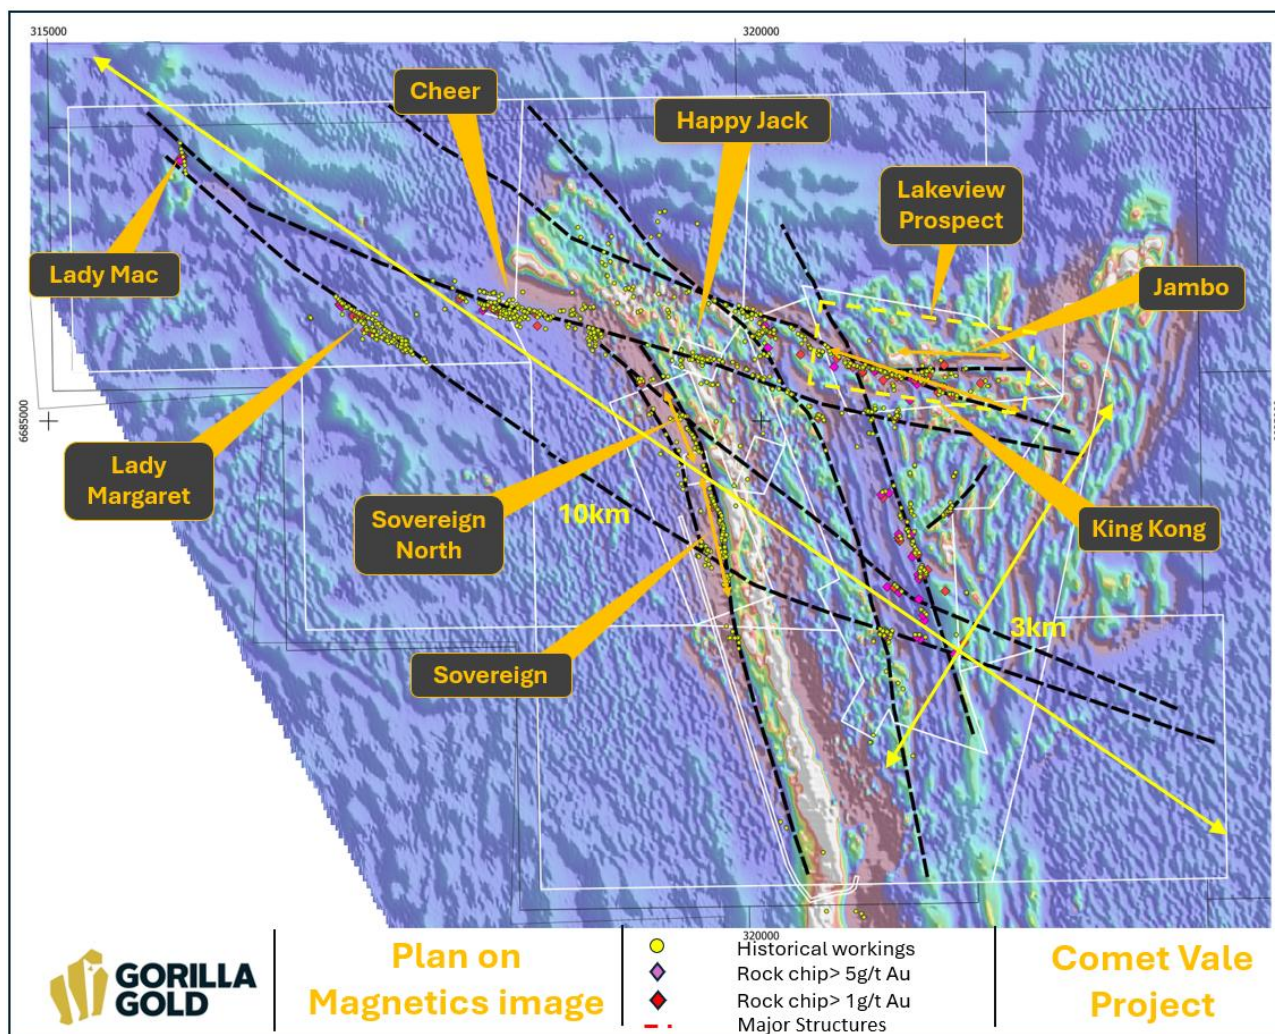 315000
320000
Cheer
Happy Jack
Lakeview
Prospect
Lady Mac
Jambo
6685000
Lady
Margaret
Sovereign
North
10km
King Kong
3km
Sovereign
320000
GORILLA
GOLD
Plan on
Magnetics image
Historical workings
Rock chip> 5g/t Au
Rock chip> 1g/t Au
Major Structures
Comet Vale
Project